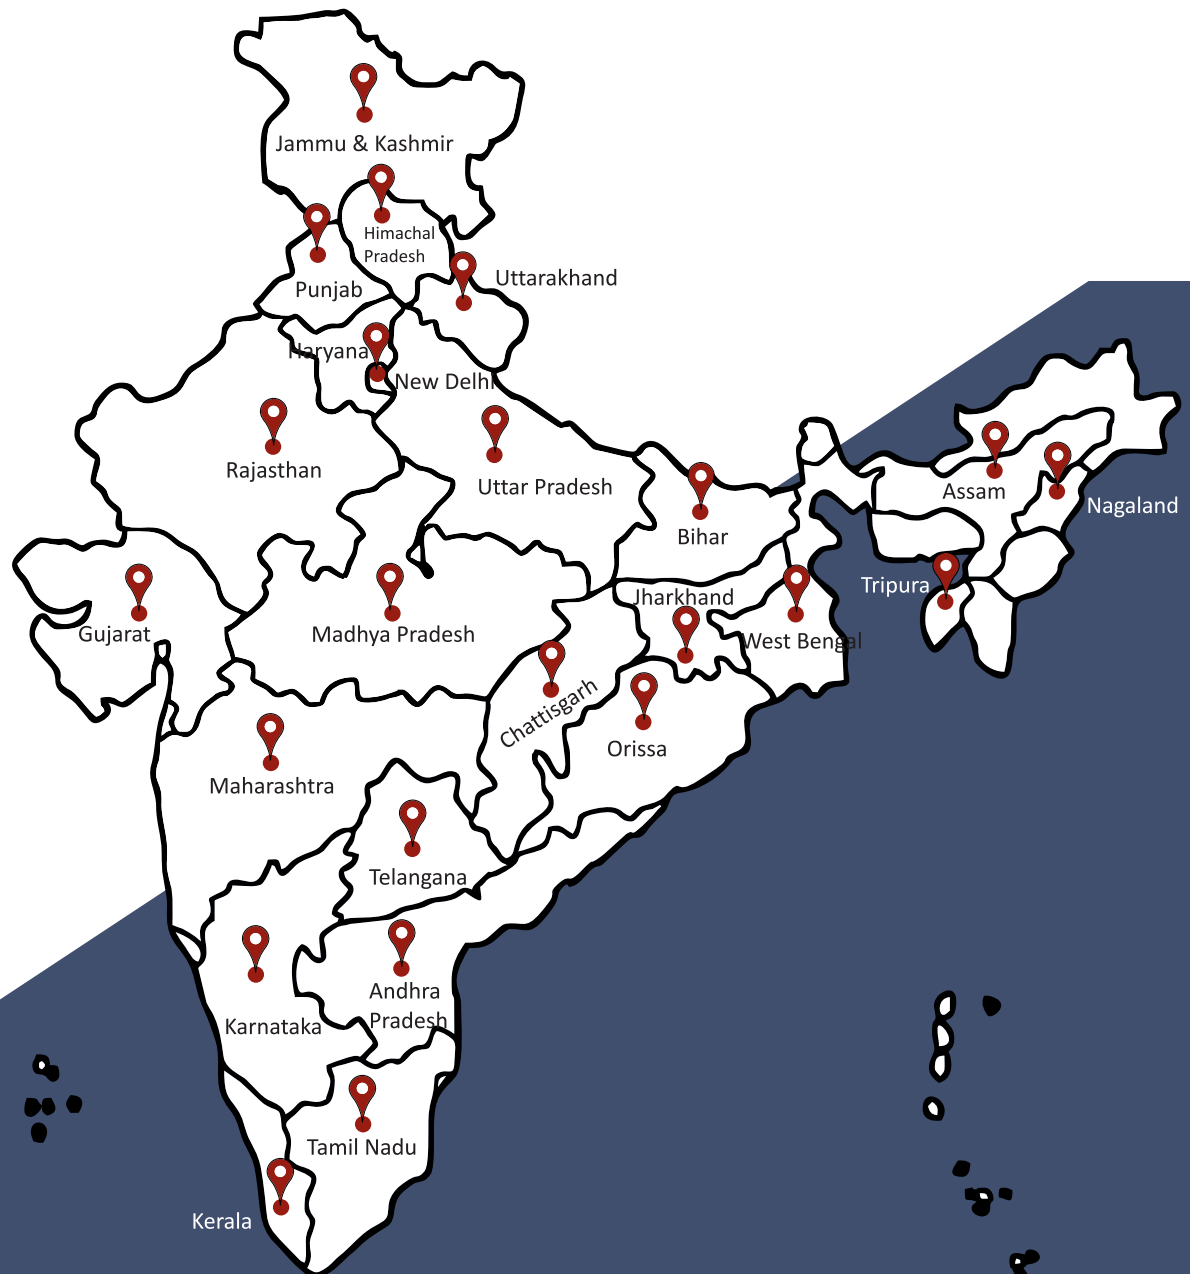 Jammu & Kashmir
Himachal
Pradesh
Uttarakhand
Punjab
Haryana
New Delhi
Rajasthan
Uttar Pradesh
Assam
Nagaland
Bihar
Tripura
Jharkhand
Gujarat
Madhya Pradesh
West Bengal
Chattisgarh
Orissa
Maharashtra
Telangana
Andhra
Pradesh
Karnataka
Tamil Nadu
Kerala